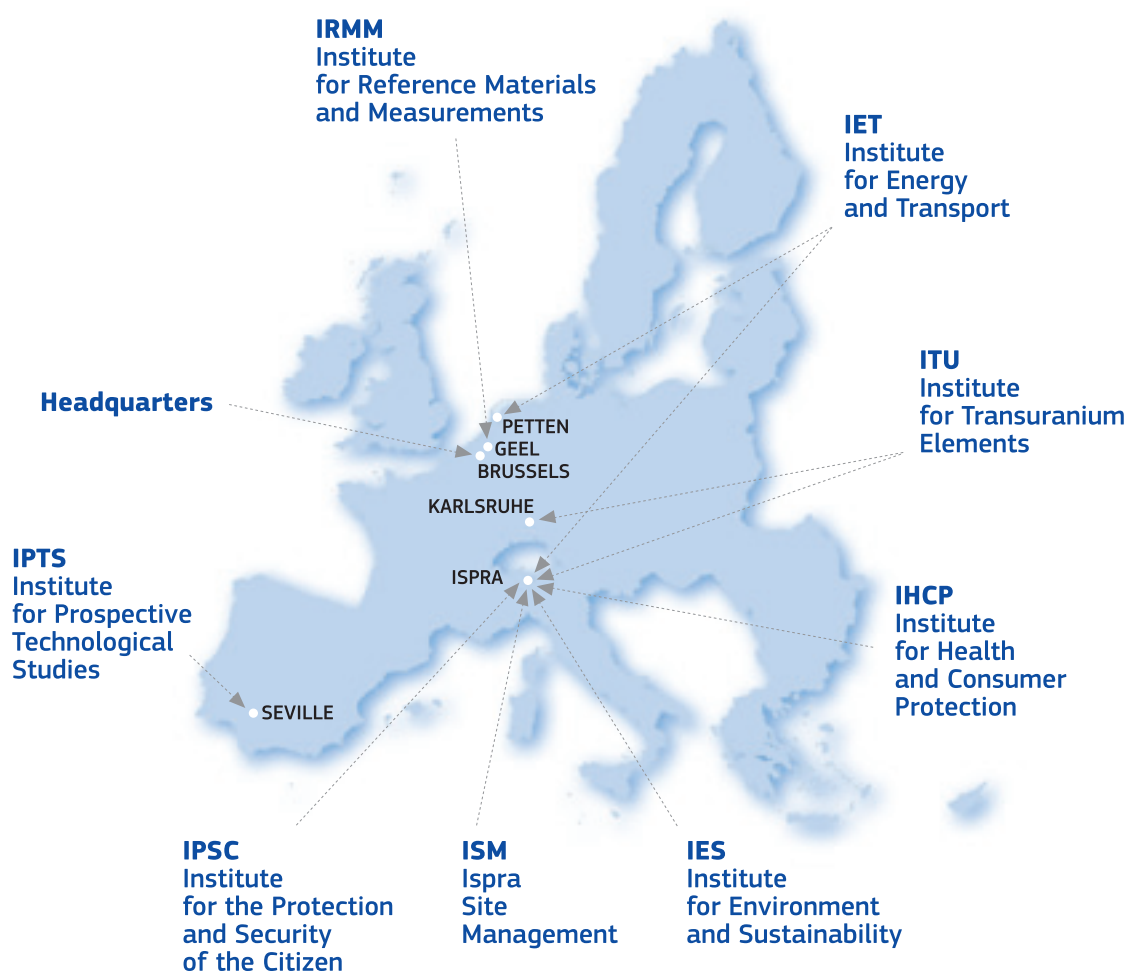 IRMM
Institute
for Reference Materials
and Measurements
IET
Institute
for Energy
and Transport
ITU
Institute
for Transuranium
Elements
Headquarters
PETTEN
GEEL
BRUSSELS
KARLSRUHE
ISPRA
IPTS
Institute
for Prospective
Technological
Studies
SEVILLE
IHCP
Institute
for Health
and Consumer
Protection
IPSC
Institute
for the Protection
and Security
of the Citizen
ISM
Ispra
Site
Management
IES
Institute
for Environment
and Sustainability